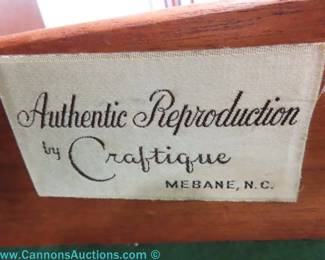 Authentic Reproduction
by Craftique
MEBANE, N.C.
www.CannonsAuctions.com ©